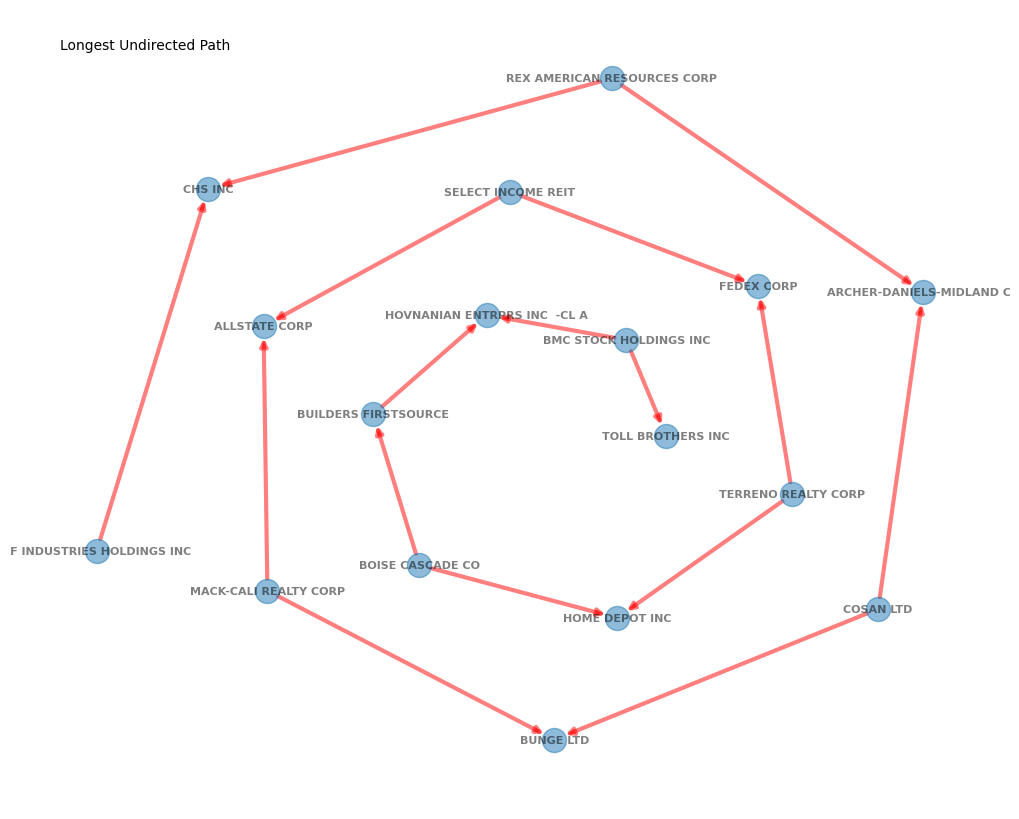 Longest Undirected Path
REX AMERICAN RESOURCES CORP
CHS INC
SELECT INCOME REIT
FEDEX CORP
ARCHER-DANIELS-MIDLAND C
HOVNANIAN ENTRPRS INC -CL A
ALLSTATE CORP
BMC STOCK HOLDINGS INC
BUILDERS FIRSTSOURCE
TOLL BROTHERS INC
TERRENO REALTY CORP
F INDUSTRIES HOLDINGS INC
BOISE CASCADE CO
MACK-CALI REALTY CORP
COSAN LTD
HOME DEPOT INC
BUNGE LTD